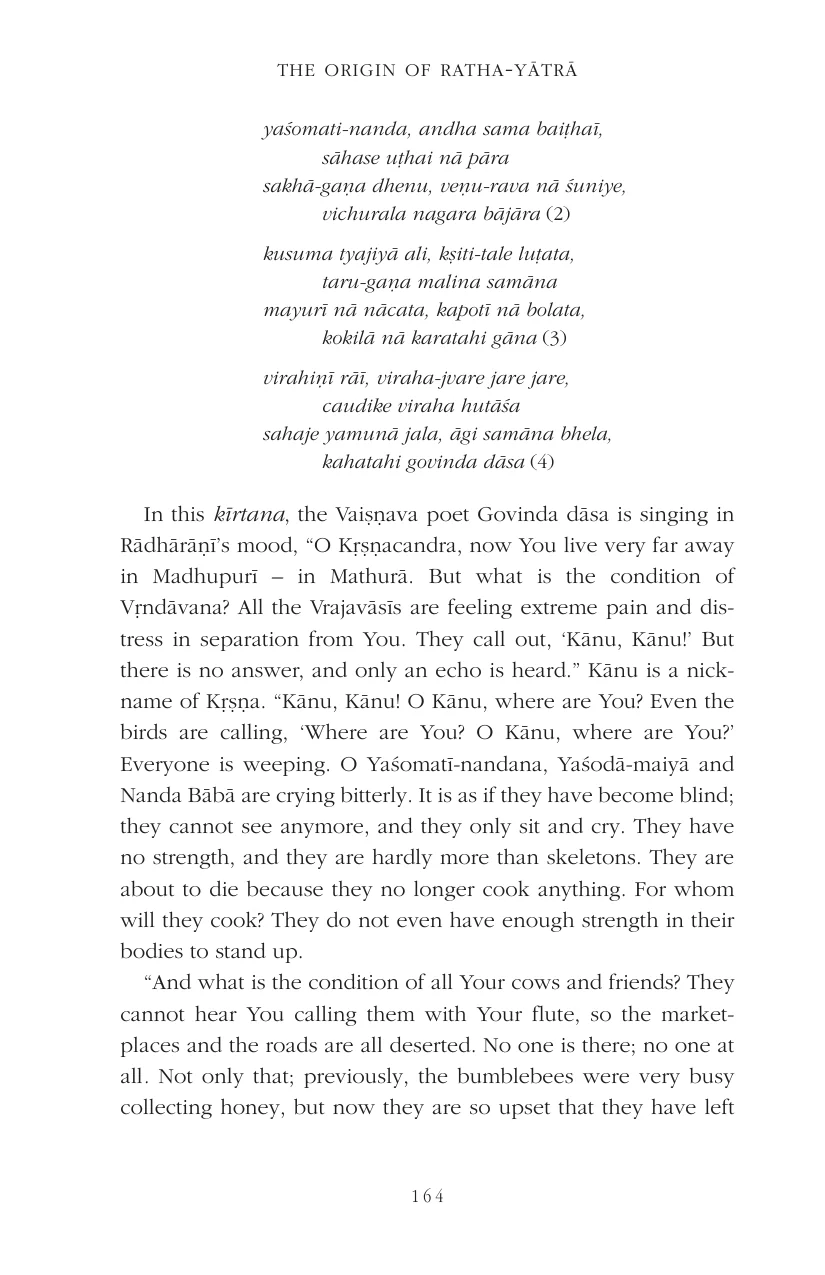 THE ORIGIN OF RATHA-YĀTRĀ
yaśomati-nanda, andha sama baiṭhaī,
sāhase uṭhai nā pāra
sakhā-gaṇa dhenu, veṇu-rava nā śuniye,
vichurala nagara bājāra (2)
kusuma tyajiyā ali, kṣiti-tale luṭata,
taru-gaṇa malina samāna
mayurī nā nācata, kapotī nā bolata,
kokilā nā karatahi gāna (3)
virahiṇī rāī, viraha-jvare jare jare,
caudike viraha hutāśa
sahaje yamunā jala, āgi samāna bhela,
kahatahi govinda dāsa (4)
In this kīrtana, the Vaiṣṇava poet Govinda dāsa is singing in
Rādhārāṇī’s mood, “O Kṛṣṇacandra, now You live very far away
in Madhupurī – in Mathurā. But what is the condition of
Vṛndāvana? All the Vrajavāsīs are feeling extreme pain and dis-
tress in separation from You. They call out, ‘Kānu, Kānu!’ But
there is no answer, and only an echo is heard.” Kānu is a nick-
name of Kṛṣṇa. “Kānu, Kānu! O Kānu, where are You? Even the
birds are calling, ‘Where are You? O Kānu, where are You?’
Everyone is weeping. O Yaśomatī-nandana, Yaśodā-maiyā and
Nanda Bābā are crying bitterly. It is as if they have become blind;
they cannot see anymore, and they only sit and cry. They have
no strength, and they are hardly more than skeletons. They are
about to die because they no longer cook anything. For whom
will they cook? They do not even have enough strength in their
bodies to stand up.
“And what is the condition of all Your cows and friends? They
cannot hear You calling them with Your flute, so the market-
places and the roads are all deserted. No one is there; no one at
all. Not only that; previously, the bumblebees were very busy
collecting honey, but now they are so upset that they have left
164